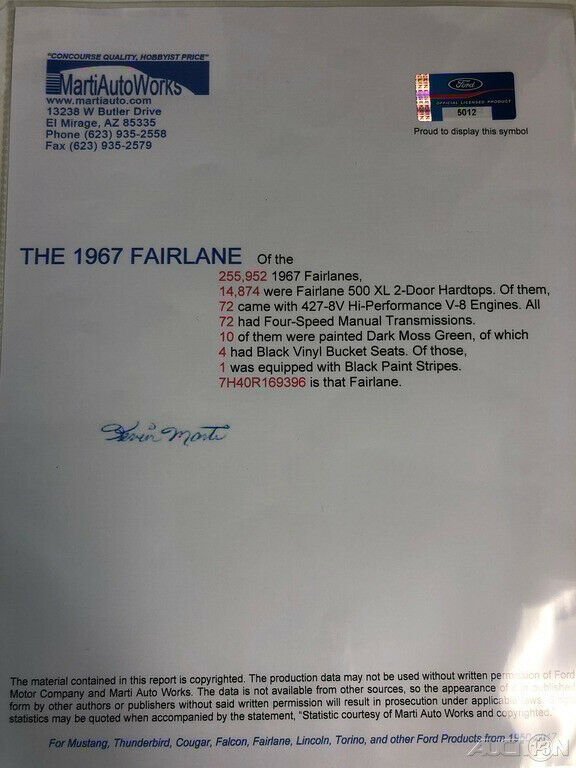 "CONCOURSE QUALITY, HOBBYIST PRICE"
MartiAutoWorks
www.martiauto.com
13238 W Butler Drive
El Mirage, AZ 85335
Phone (623) 935-2558
Fax (623) 935-2579
Ford
OFFICIAL LICENSED PRODUCT
5012
Proud to display this symbol
THE 1967 FAIRLANE Of the
255,952 1967 Fairlanes,
14,874 were Fairlane 500 XL 2-Door Hardtops. Of them,
72 came with 427-8V Hi-Performance V-8 Engines. All
72 had Four-Speed Manual Transmissions.
10 of them were painted Dark Moss Green, of which
4 had Black Vinyl Bucket Seats. Of those,
1 was equipped with Black Paint Stripes.
7H40R169396 is that Fairlane.
Kevin Marti
The material contained in this report is copyrighted. The production data may not be used without written permission of Ford
Motor Company and Marti Auto Works. The data is not available from other sources, so the appearance of published
form by other authors or publishers without said written permission will result in prosecution under applicable laws.
statistics may be quoted when accompanied by the statement, "Statistic courtesy of Marti Auto Works and copyrighted."
For Mustang, Thunderbird, Cougar, Falcon, Fairlane, Lincoln, Torino, and other Ford Products from